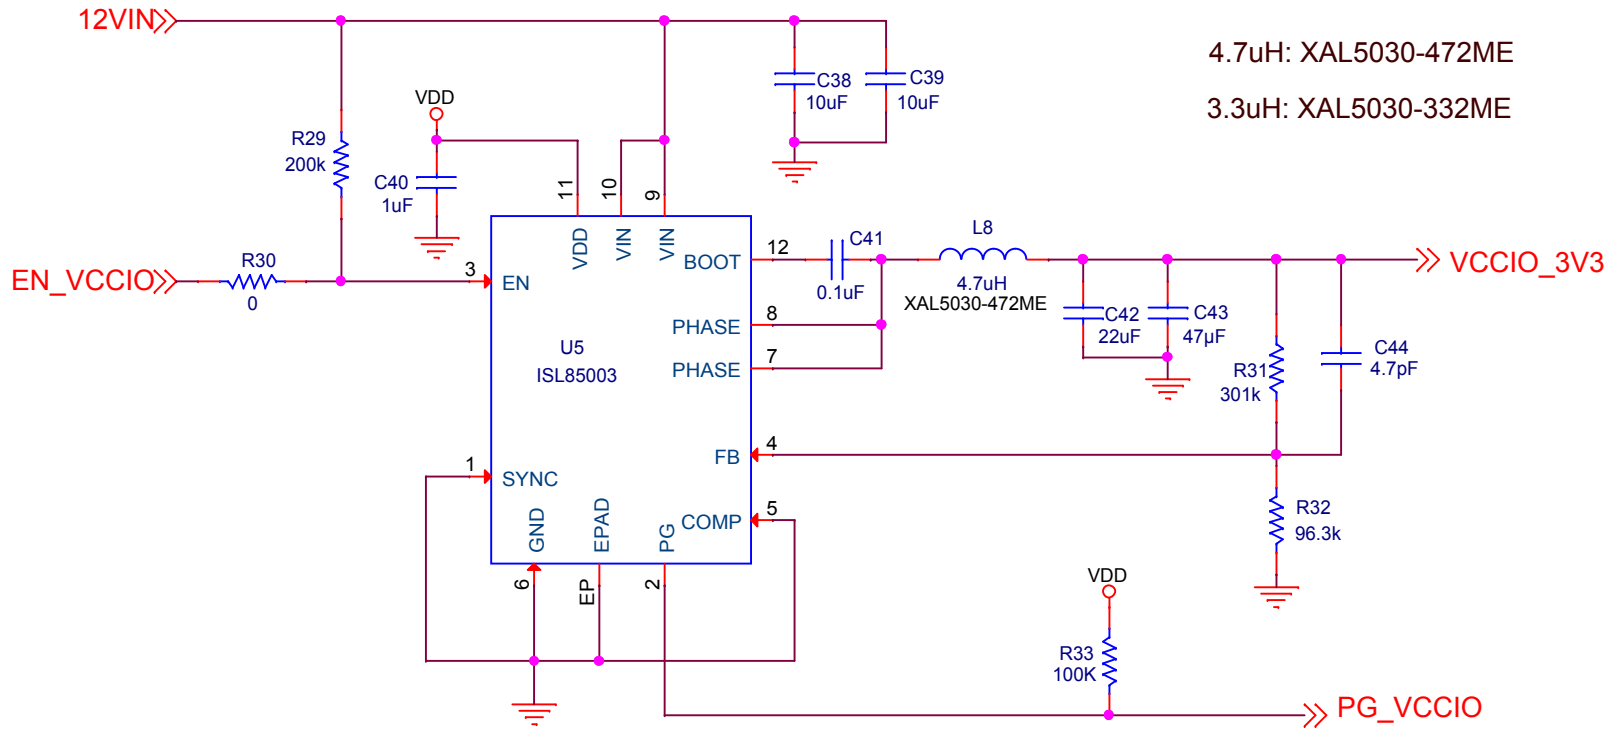 12VIN
4.7uH: XAL5030-472ME
3.3uH: XAL5030-332ME
C38
10uF
C39
10uF
VDD
R29
200k
C40
1uF
11
10
9
VDD
VIN
VIN
EN_VCCIO
R30
0
3
EN
BOOT
12
C41
0.1uF
L8
4.7uH
XAL5030-472ME
VCCIO_3V3
PHASE
8
PHASE
7
U5
ISL85003
C42
22uF
C43
47µF
R31
301k
C44
4.7pF
FB
4
1
SYNC
COMP
5
GND
EPAD
PG
6
EP
2
R32
96.3k
VDD
R33
100K
PG_VCCIO